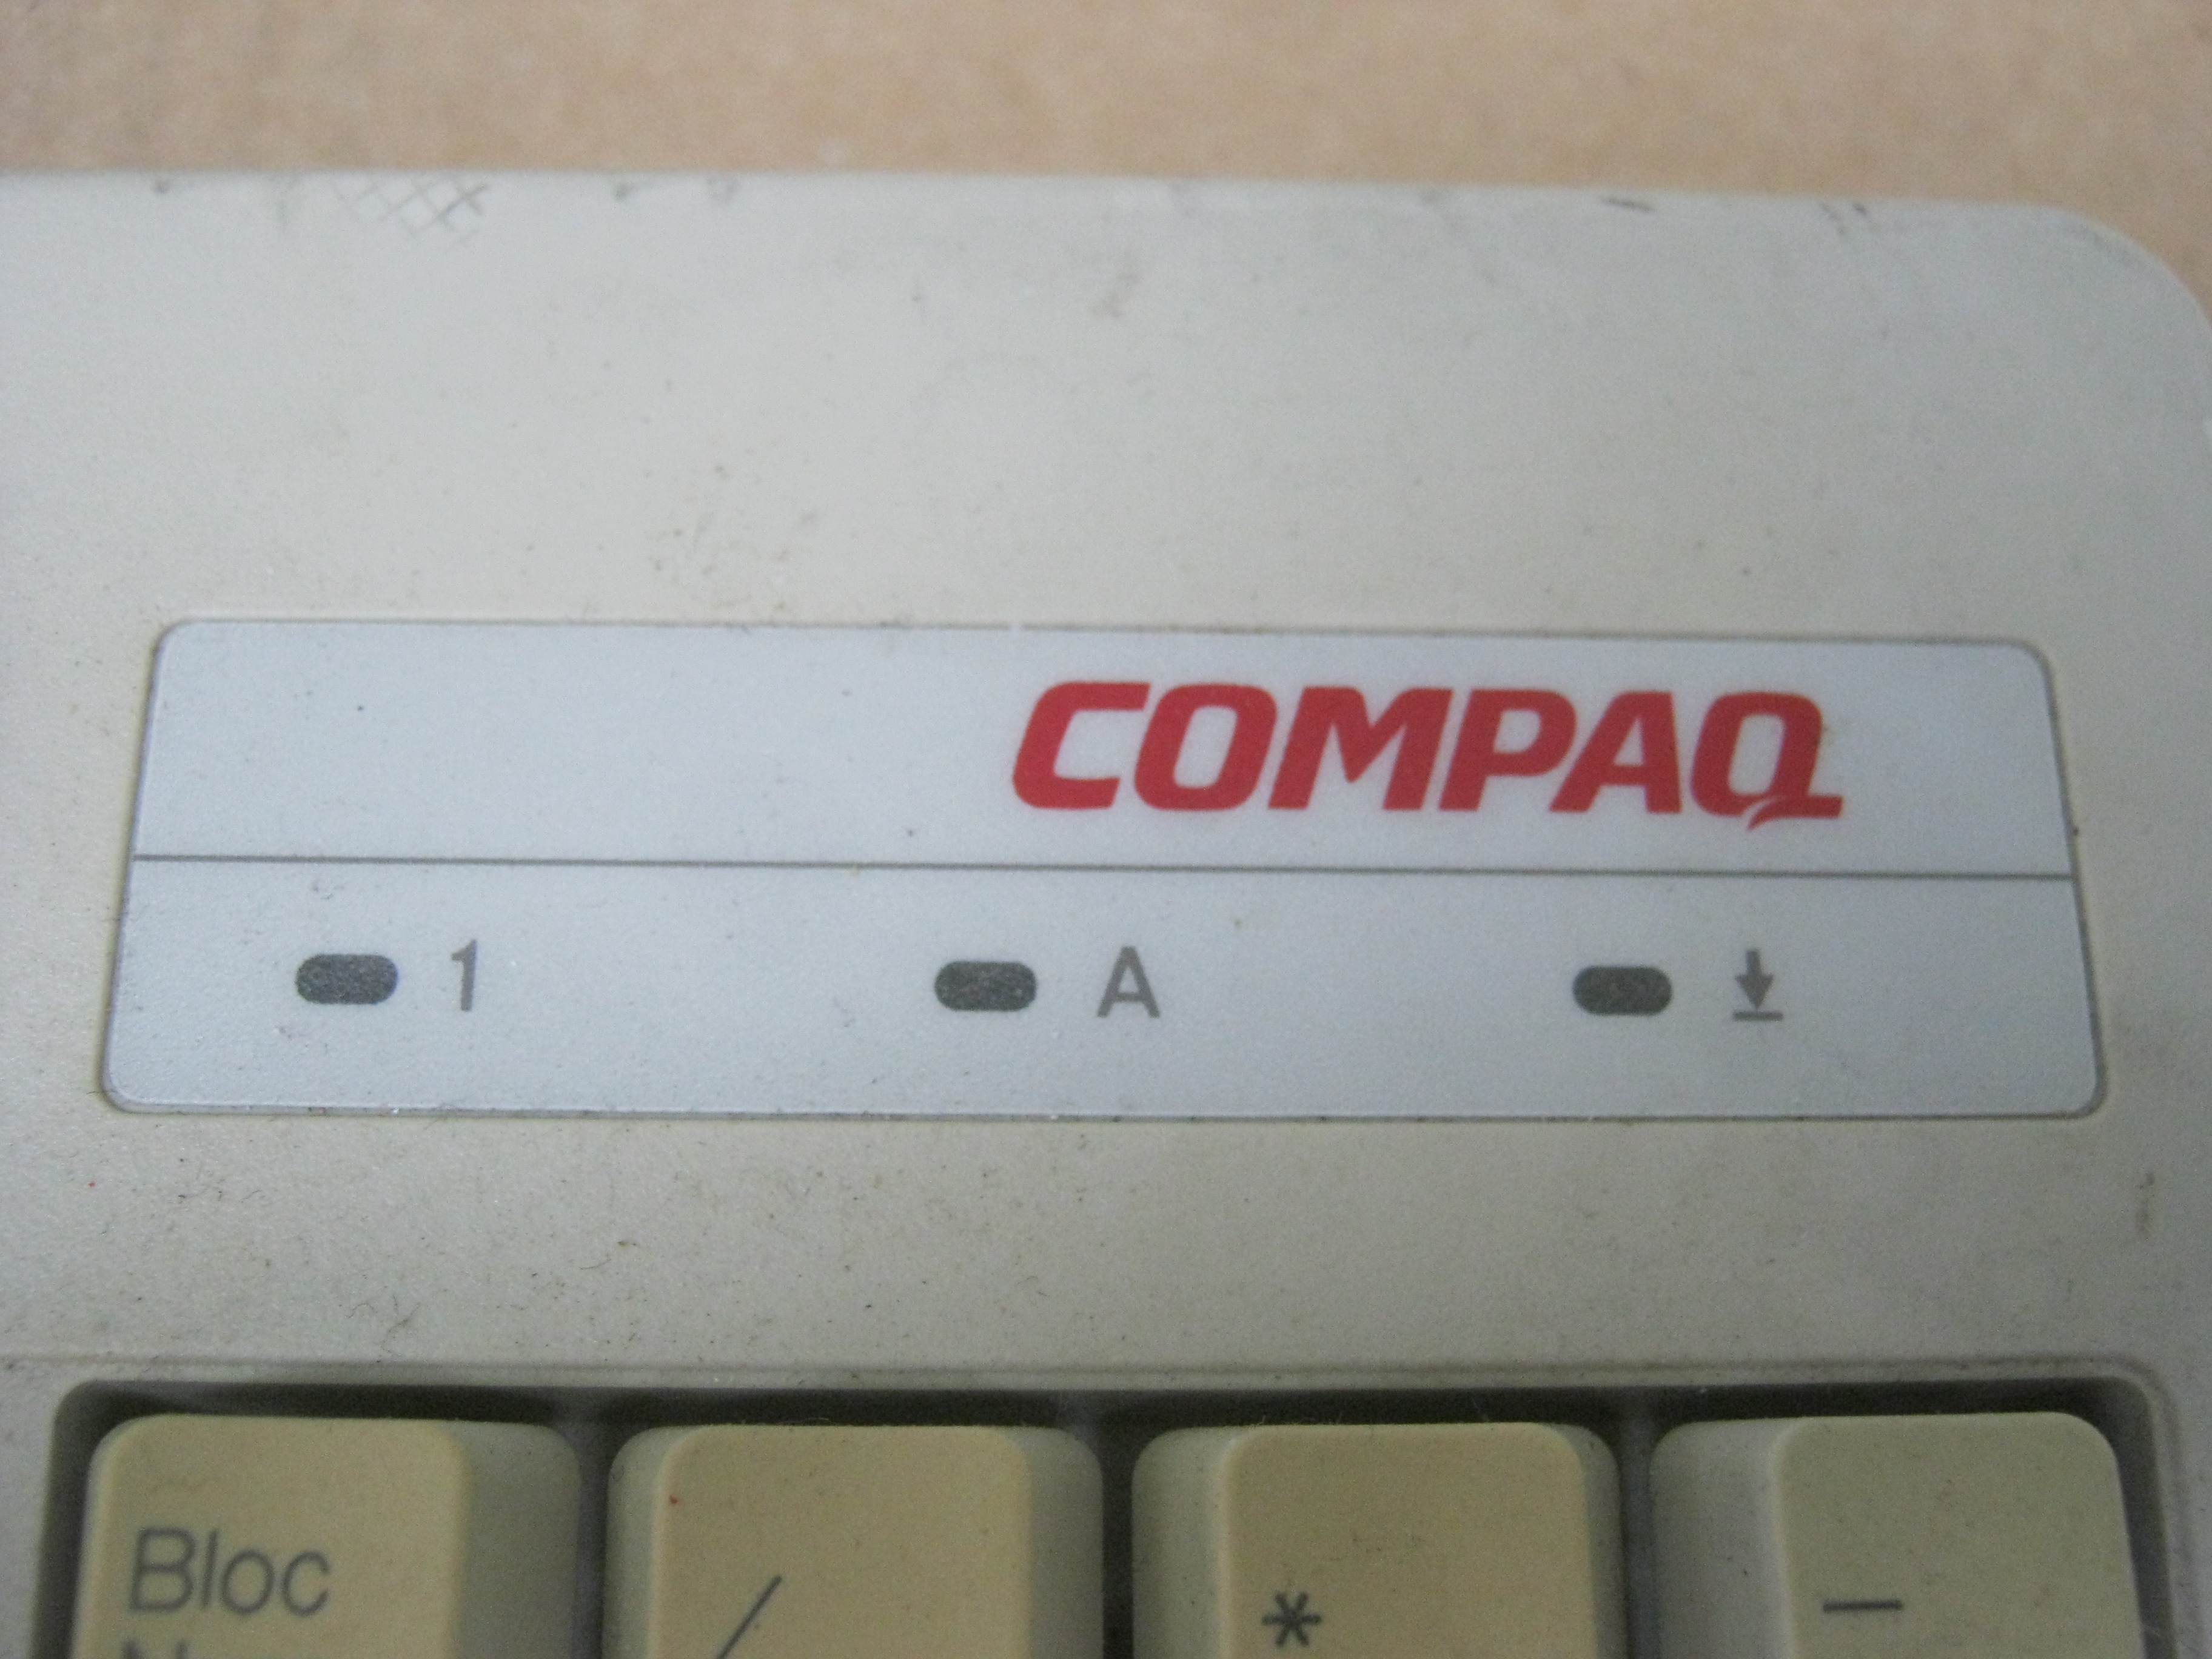 COMPAQ
1 A ⤓
Bloc / * −